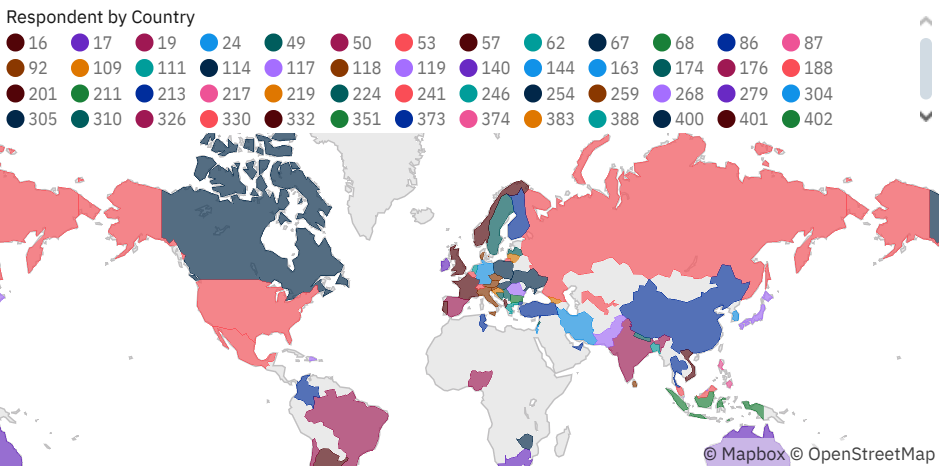 Respondent by Country
16 17 19 24 49 50 53 57 62 67 68 86 87
92 109 111 114 117 118 119 140 144 163 174 176 188
201 211 213 217 219 224 241 246 254 259 268 279 304
305 310 326 330 332 351 373 374 383 388 400 401 402
© Mapbox © OpenStreetMap